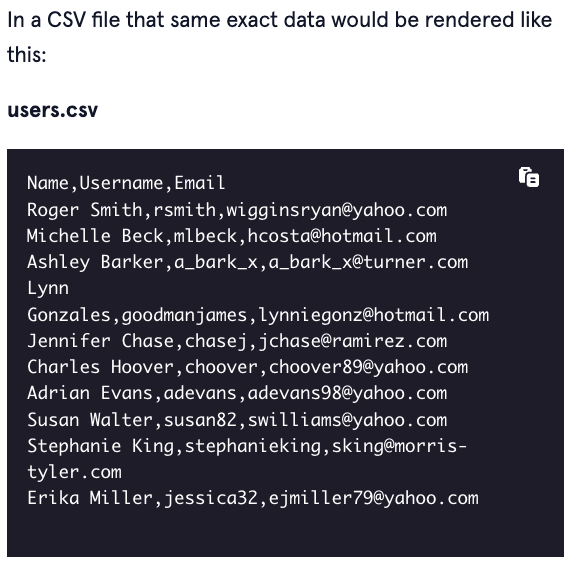 In a CSV file that same exact data would be rendered like
this:
users.csv
Name,Username,Email
Roger Smith,rsmith,wigginsryan@yahoo.com
Michelle Beck,mlbeck,hcosta@hotmail.com
Ashley Barker,a_bark_x,a_bark_x@turner.com
Lynn
Gonzales,goodmanjames,lynniegonz@hotmail.com
Jennifer Chase,chasej,jchase@ramirez.com
Charles Hoover,choover,choover89@yahoo.com
Adrian Evans,adevans,adevans98@yahoo.com
Susan Walter,susan82,swilliams@yahoo.com
Stephanie King,stephanieking,sking@morris-
tyler.com
Erika Miller,jessica32,ejmiller79@yahoo.com